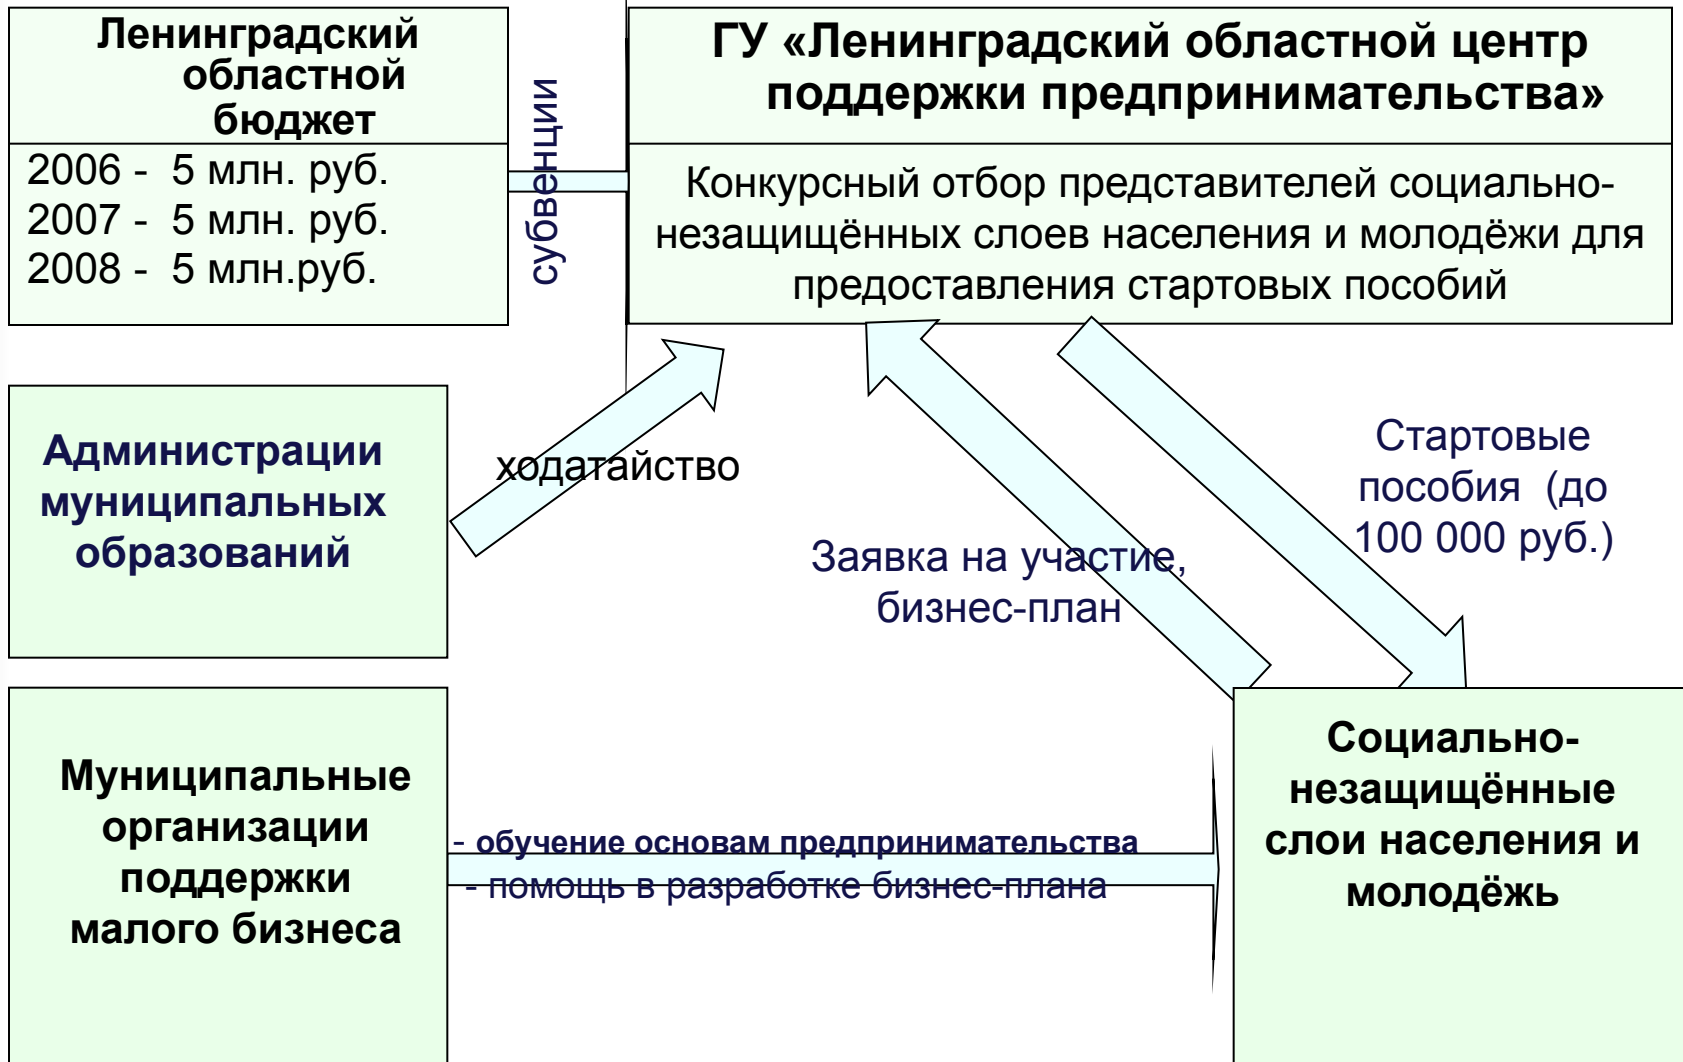 Ленинградский
областной
бюджет
2006 -  5 млн. руб.
2007 -  5 млн. руб.
2008 -  5 млн.руб.
субвенции
ГУ «Ленинградский областной центр
поддержки предпринимательства»
Конкурсный отбор представителей социально-
незащищённых слоев населения и молодёжи для
предоставления стартовых пособий
Администрации
муниципальных
образований
ходатайство
Заявка на участие,
бизнес-план
Стартовые
пособия  (до
100 000 руб.)
Муниципальные
организации
поддержки
малого бизнеса
- обучение основам предпринимательства
- помощь в разработке бизнес-плана
Социально-
незащищённые
слои населения и
молодёжь